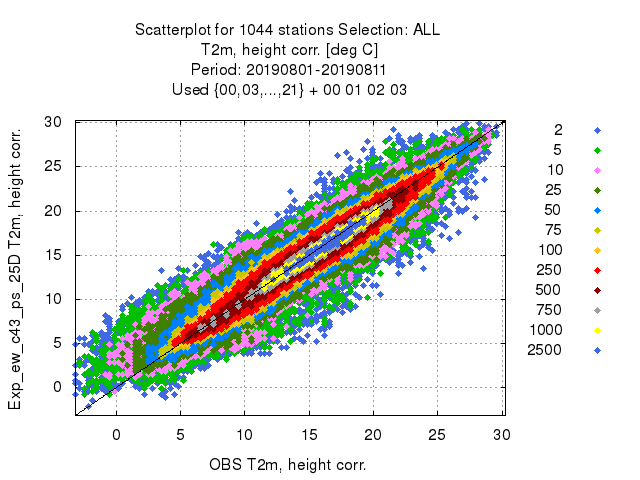 Scatterplot for 1044 stations Selection: ALL
T2m, height corr. [deg C]
Period: 20190801-20190811
Used {00,03,...,21} + 00 01 02 03
Exp_ew_c43_ps_25D T2m, height corr.
30
25
20
15
10
5
0
0 5 10 15 20 25 30
OBS T2m, height corr.
2
5
10
25
50
75
100
250
500
750
1000
2500